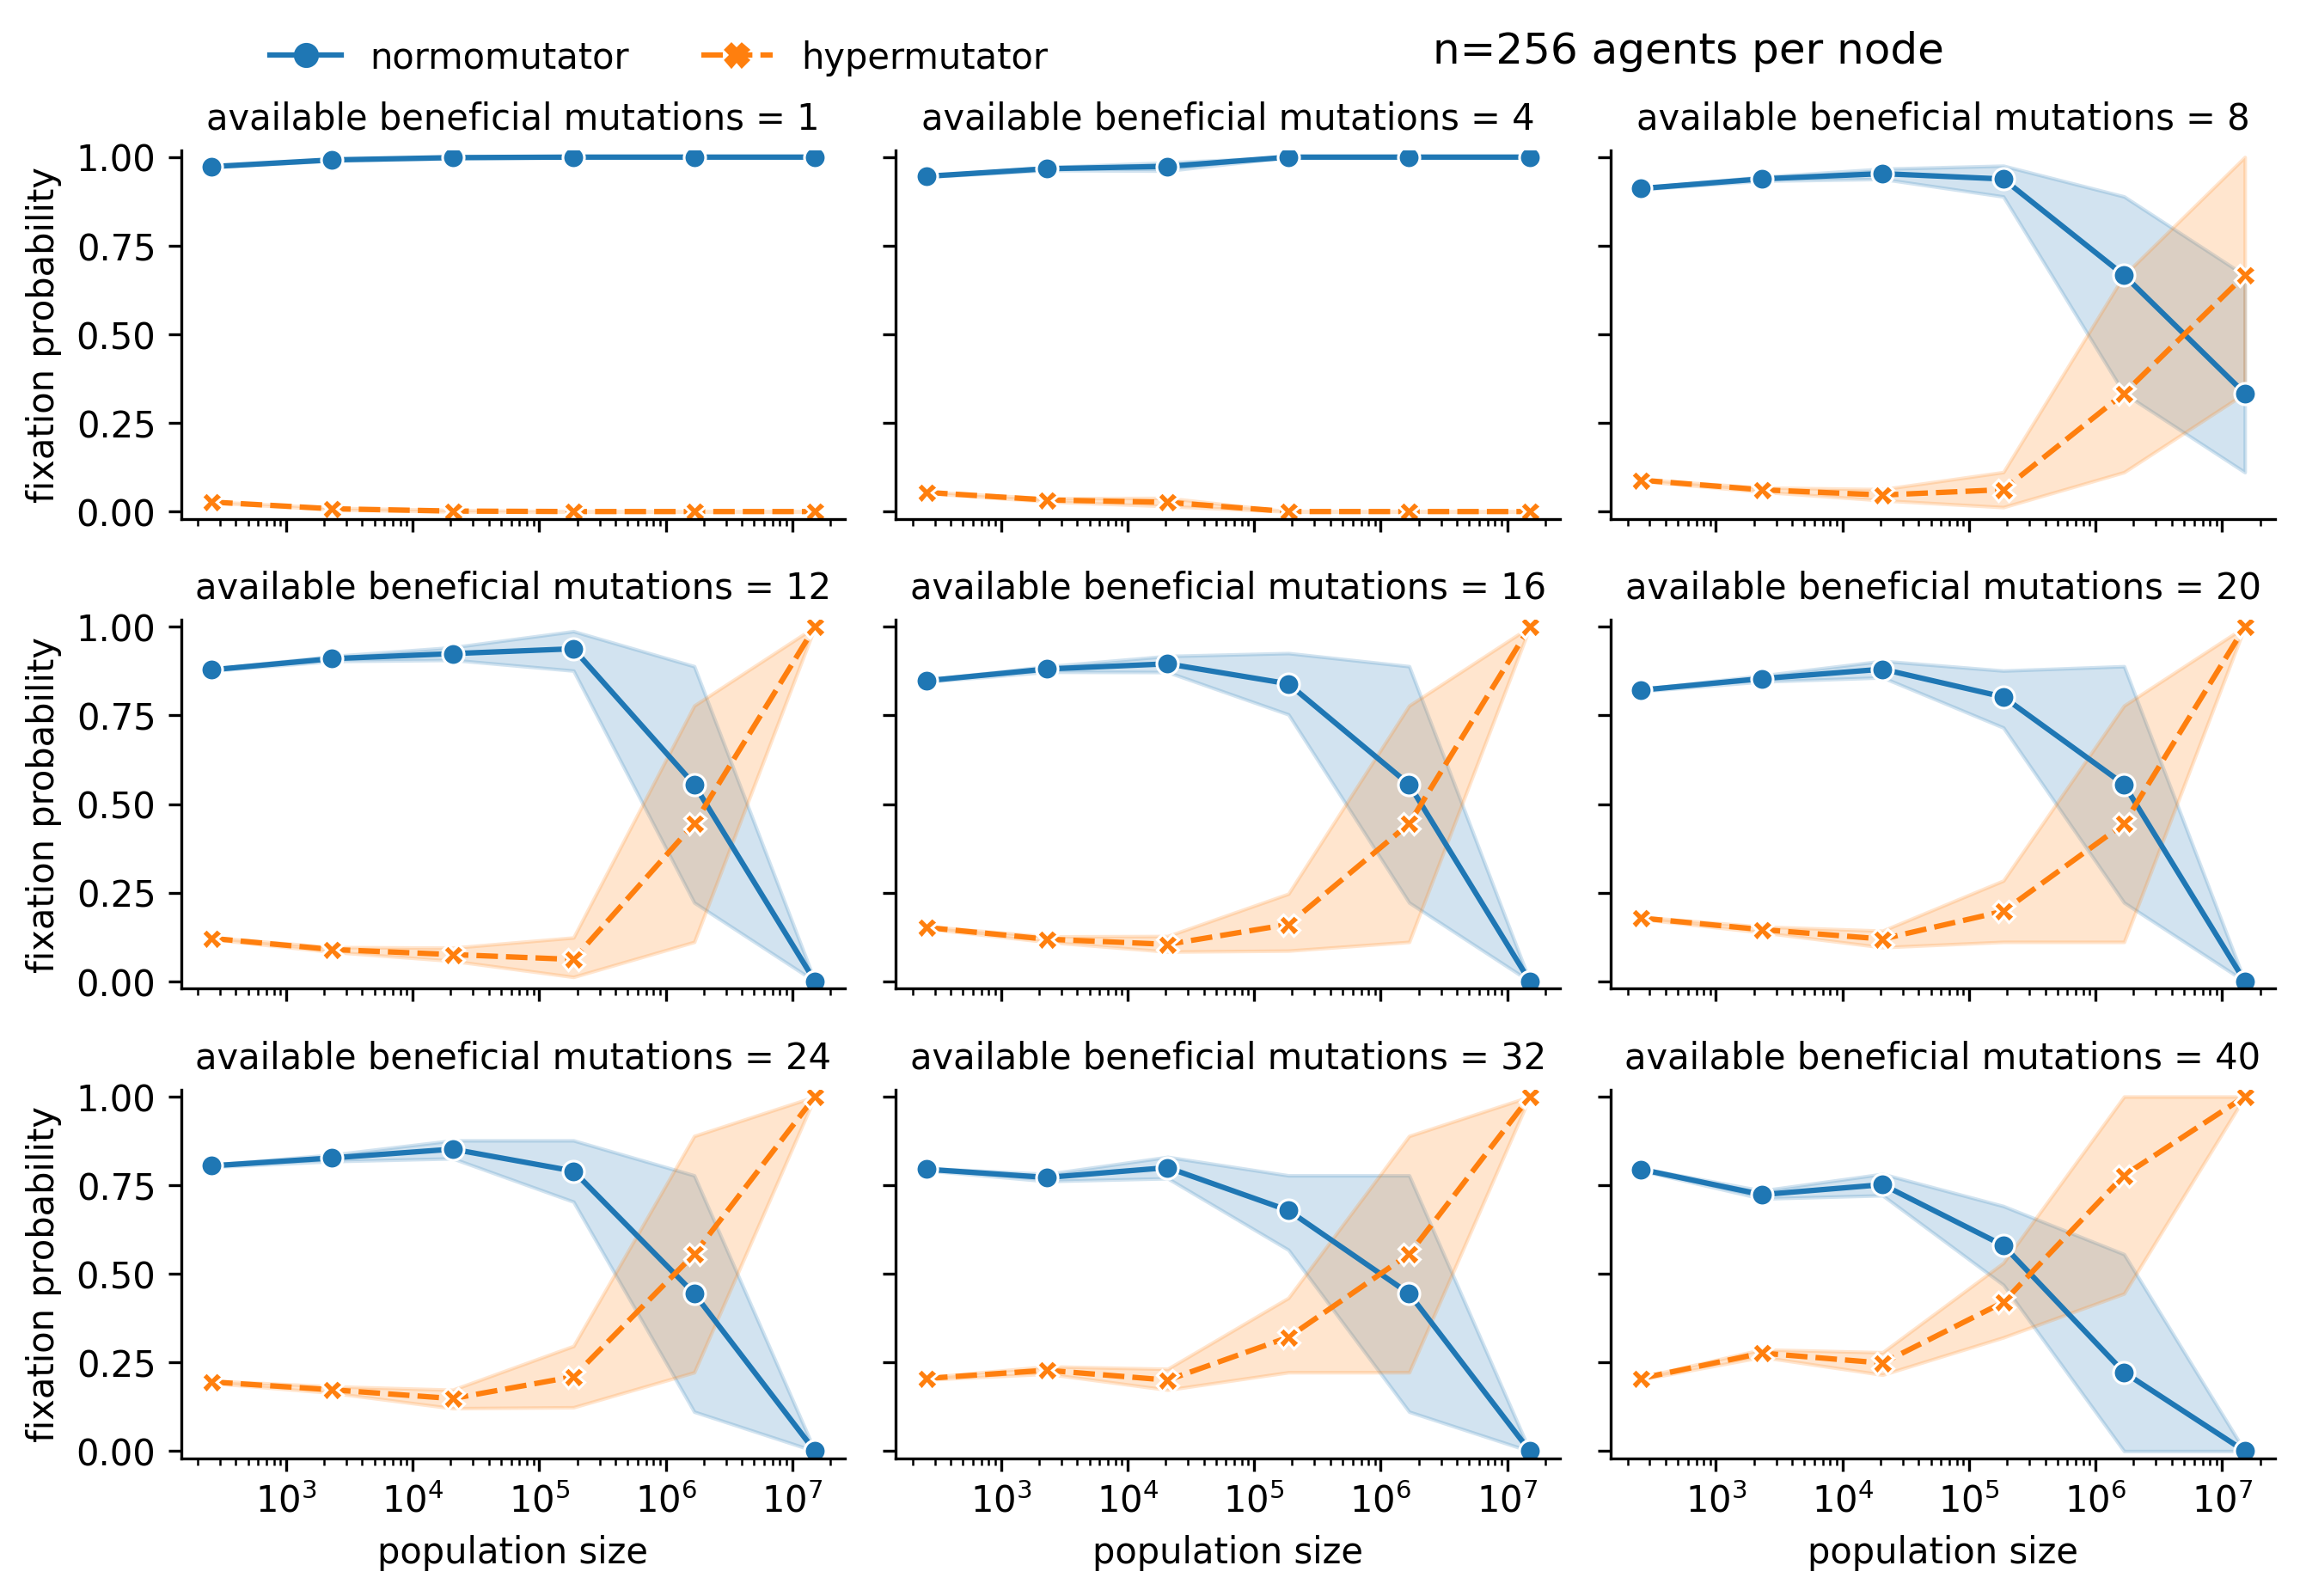 normomutator hypermutator n=256 agents per node
available beneficial mutations = 1 available beneficial mutations = 4 available beneficial mutations = 8
fixation probability
1.00
0.75
0.50
0.25
0.00
available beneficial mutations = 12 available beneficial mutations = 16 available beneficial mutations = 20
fixation probability
1.00
0.75
0.50
0.25
0.00
available beneficial mutations = 24 available beneficial mutations = 32 available beneficial mutations = 40
fixation probability
1.00
0.75
0.50
0.25
0.00
10³ 10⁴ 10⁵ 10⁶ 10⁷ 10³ 10⁴ 10⁵ 10⁶ 10⁷ 10³ 10⁴ 10⁵ 10⁶ 10⁷
population size population size population size